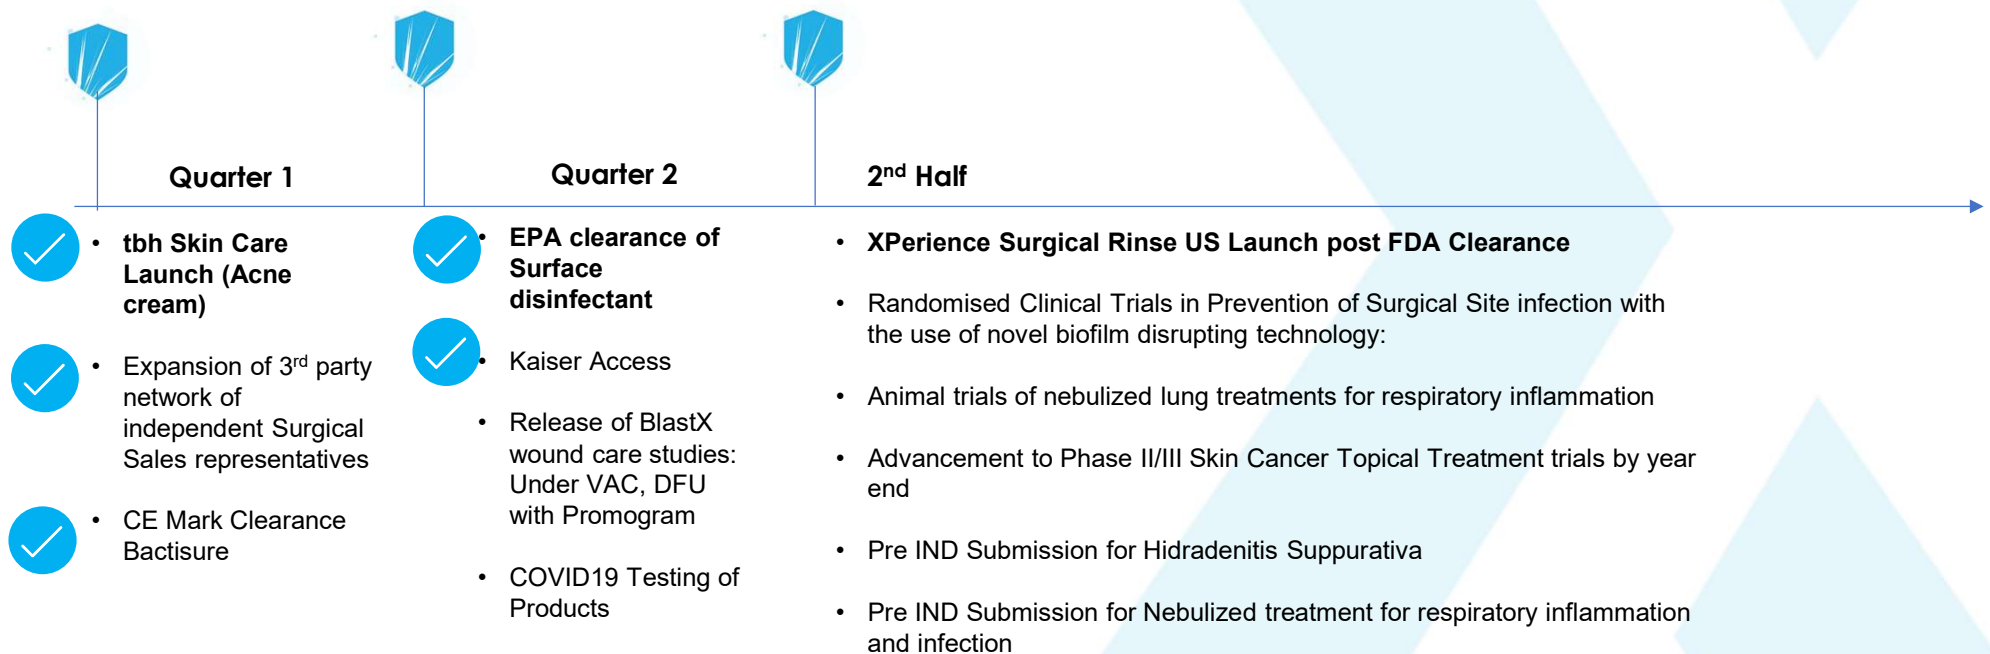 Quarter 1
• tbh Skin Care
Launch (Acne
cream)
• Expansion of 3rd party
network of
independent Surgical
Sales representatives
• CE Mark Clearance
Bactisure
Quarter 2
• EPA clearance of
Surface
disinfectant
• Kaiser Access
• Release of BlastX
wound care studies:
Under VAC, DFU
with Promogram
• COVID19 Testing of
Products
2nd Half
• XPerience Surgical Rinse US Launch post FDA Clearance
• Randomised Clinical Trials in Prevention of Surgical Site infection with
the use of novel biofilm disrupting technology:
• Animal trials of nebulized lung treatments for respiratory inflammation
• Advancement to Phase II/III Skin Cancer Topical Treatment trials by year
end
• Pre IND Submission for Hidradenitis Suppurativa
• Pre IND Submission for Nebulized treatment for respiratory inflammation
and infection